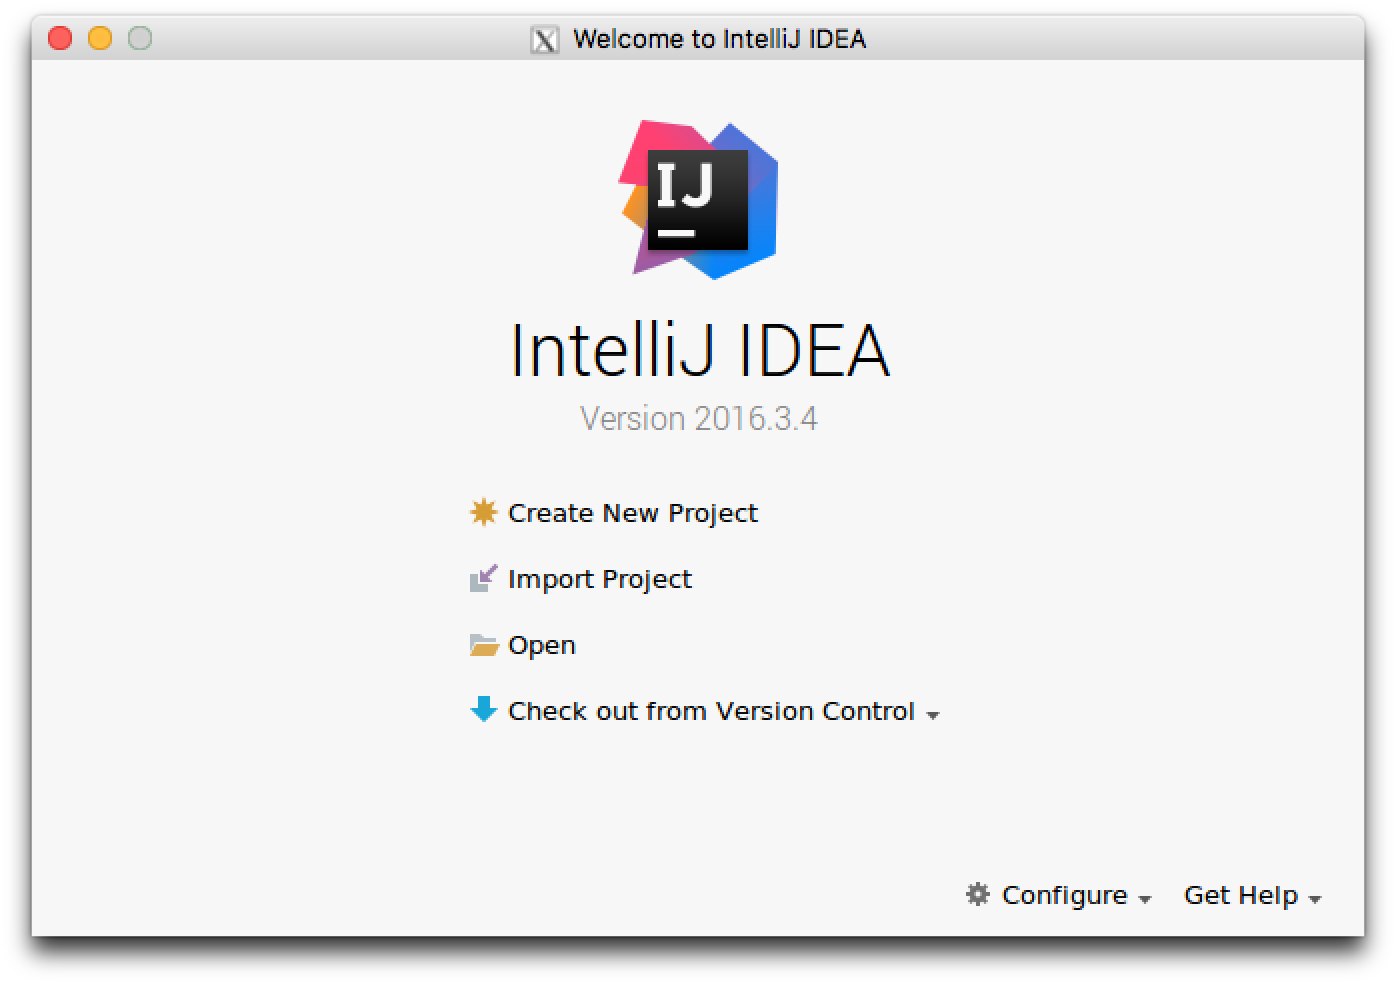 Welcome to IntelliJ IDEA
IJ
IntelliJ IDEA
Version 2016.3.4
Create New Project
Import Project
Open
Check out from Version Control
Configure
Get Help